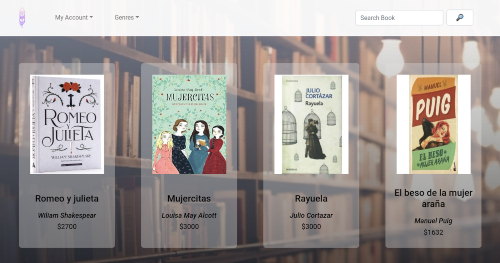 My Account
Genres
Search Book
ROMEO
Y
JULIETA
WILLIAM SHAKESPEARE
Romeo y julieta
Willam Shakespear
$2700
Louisa May Alcott
MUJERCITAS
Mujercitas
Louisa May Alcott
$3000
JULIO
CORTÁZAR
Rayuela
Rayuela
Julio Cortazar
$3000
MANUEL
PUIG
EL BESO DE LA
MUJER ARAÑA
El beso de la mujer
araña
Manuel Puig
$1632